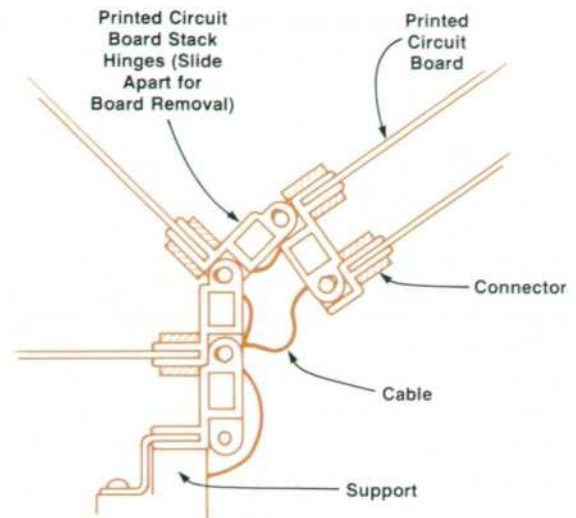 Printed Circuit
Board Stack
Hinges (Slide
Apart for
Board Removal)
Printed
Circuit
Board
Connector
Cable
Support